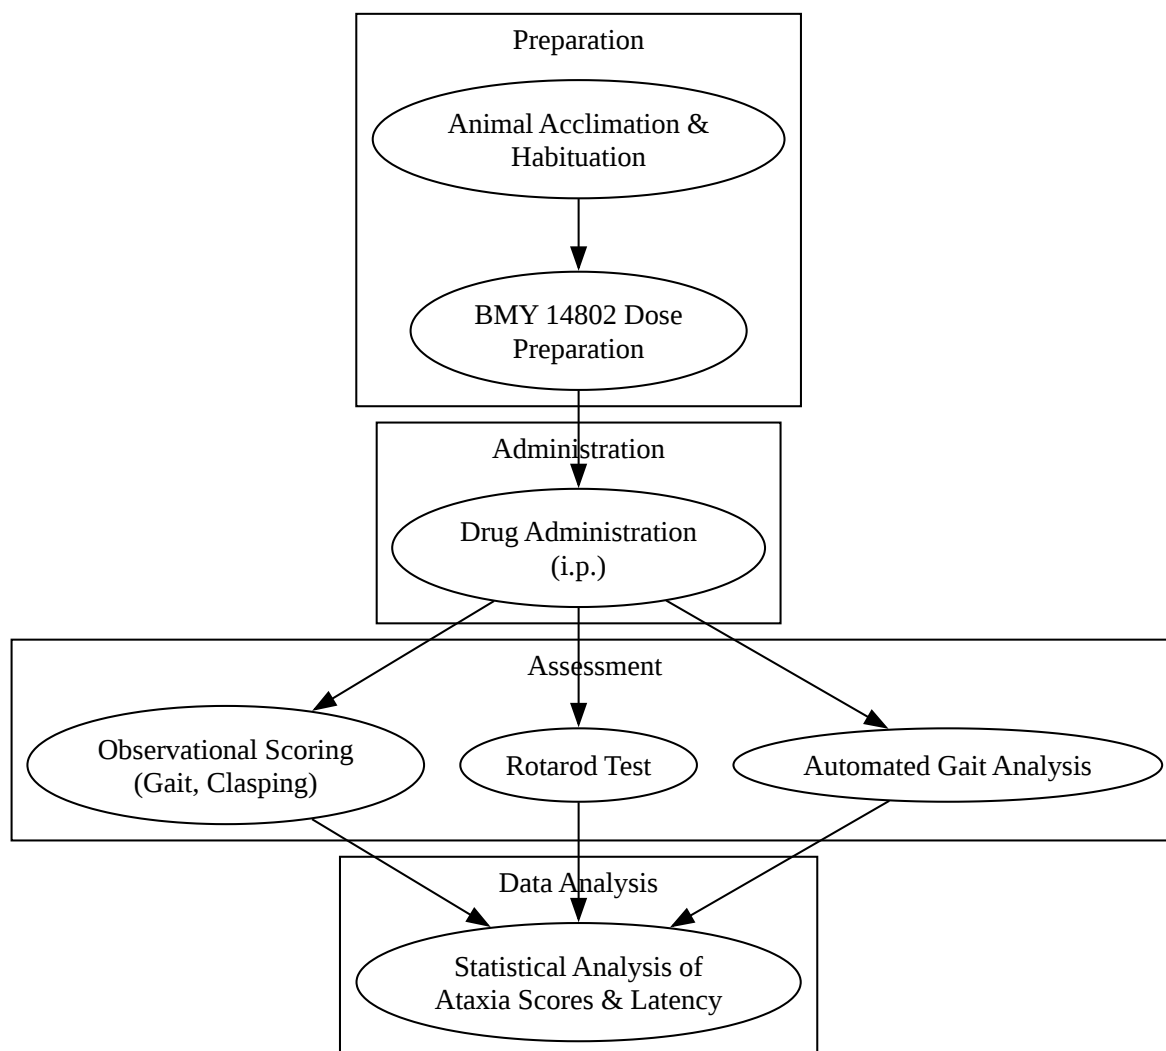 Preparation
Animal Acclimation &
Habituation
BMY 14802 Dose
Preparation
Administration
Drug Administration
(i.p.)
Assessment
Observational Scoring
(Gait, Clasping)
Rotarod Test
Automated Gait Analysis
Data Analysis
Statistical Analysis of
Ataxia Scores & Latency